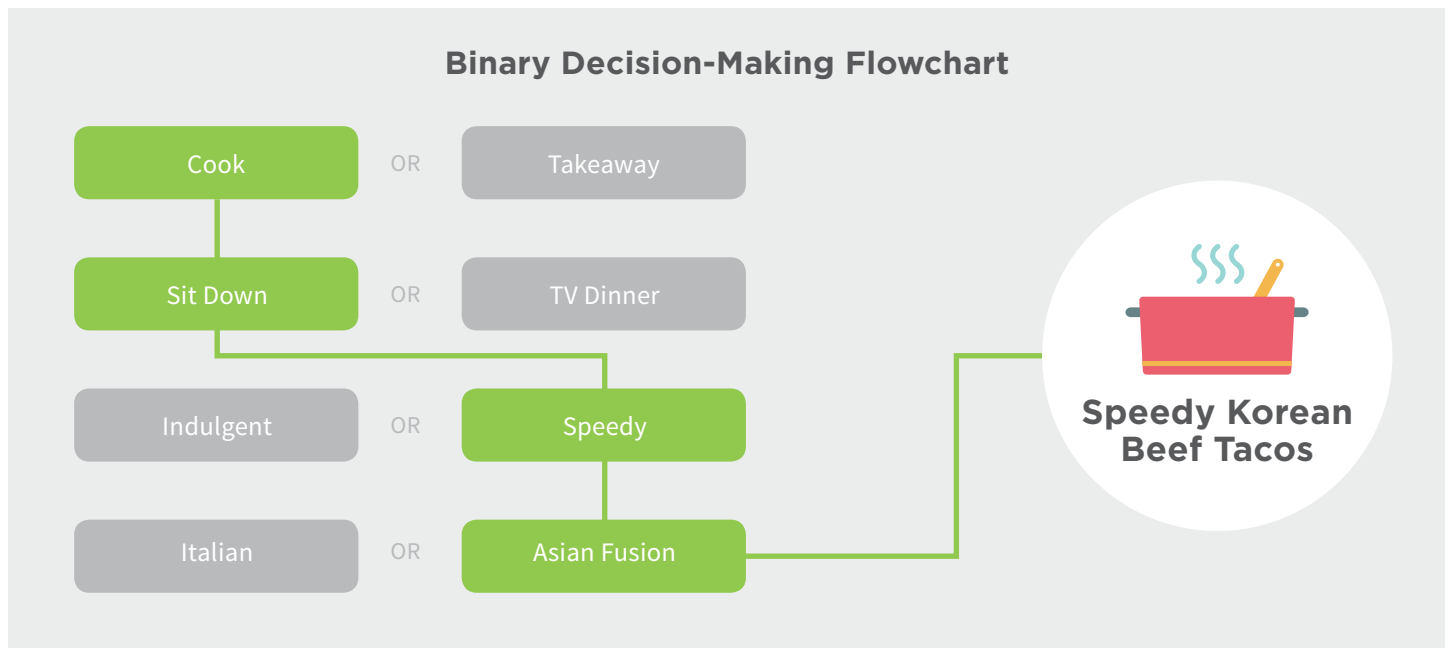 Binary Decision-Making Flowchart
Cook OR Takeaway
Sit Down OR TV Dinner
Indulgent OR Speedy
Italian OR Asian Fusion
Speedy Korean
Beef Tacos